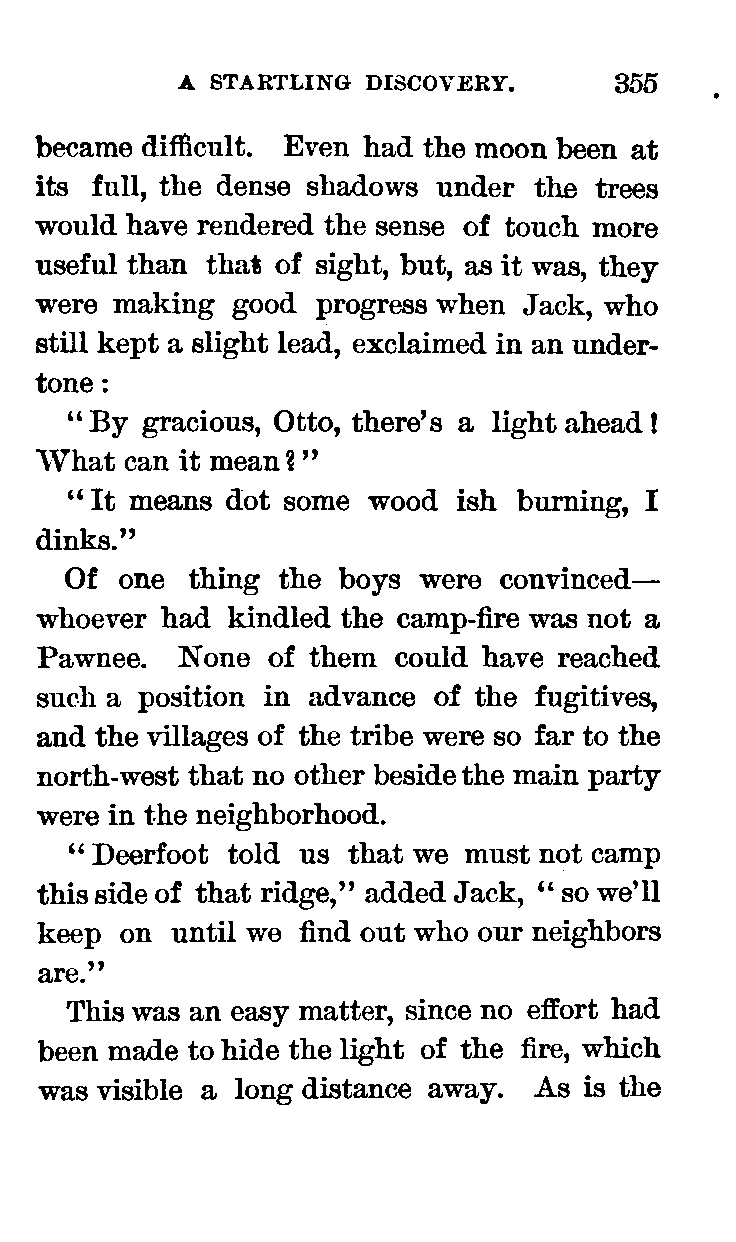 A STARTLING DISCOVERY. 355
became difficult. Even had the moon been at
its full, the dense shadows under the trees
would have rendered the sense of touch more
useful than that of sight, but, as it was, they
were making good progress when Jack, who
still kept a slight lead, exclaimed in an under-
tone :
“ By gracious, Otto, there’s a light ahead !
What can it mean ? ”
“ It means dot some wood ish burning, I
dinks.”
Of one thing the boys were convinced—
whoever had kindled the camp-fire was not a
Pawnee. None of them could have reached
such a position in advance of the fugitives,
and the villages of the tribe were so far to the
north-west that no other beside the main party
were in the neighborhood.
“ Deerfoot told us that we must not camp
this side of that ridge,” added Jack, “ so we’ll
keep on until we find out who our neighbors
are.”
This was an easy matter, since no effort had
been made to hide the light of the fire, which
was visible a long distance away. As is the